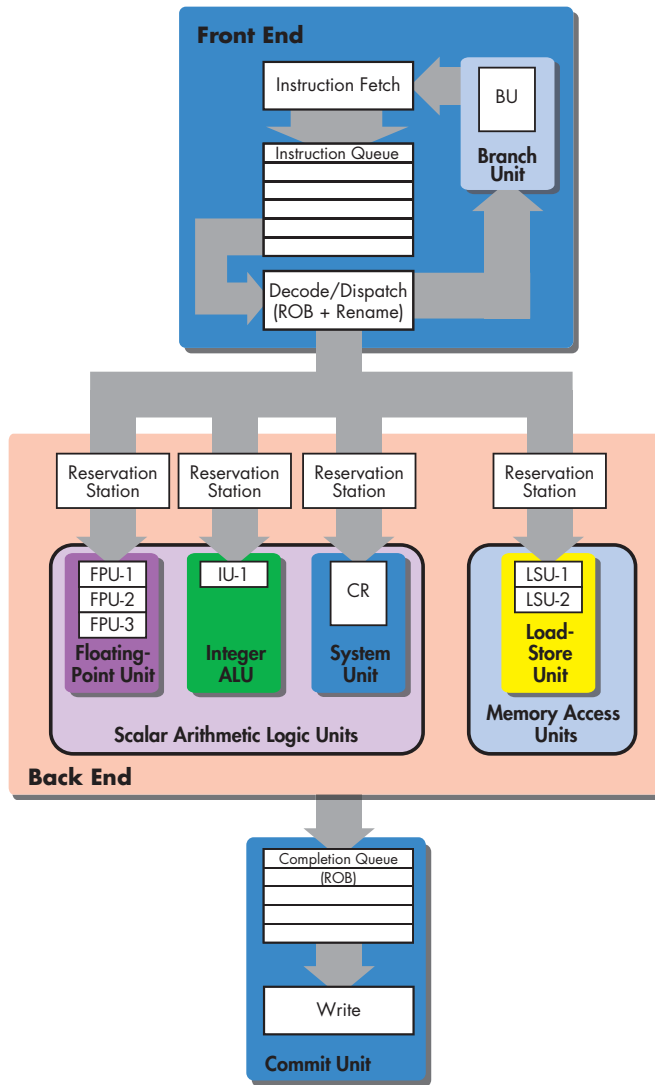 Front End
Instruction Fetch
BU
Branch
Unit
Instruction Queue
Decode/Dispatch
(ROB + Rename)
Reservation
Station
Reservation
Station
Reservation
Station
Reservation
Station
FPU-1
FPU-2
FPU-3
Floating-
Point Unit
IU-1
Integer
ALU
CR
System
Unit
Scalar Arithmetic Logic Units
LSU-1
LSU-2
Load-
Store
Unit
Memory Access
Units
Back End
Completion Queue
(ROB)
Write
Commit Unit